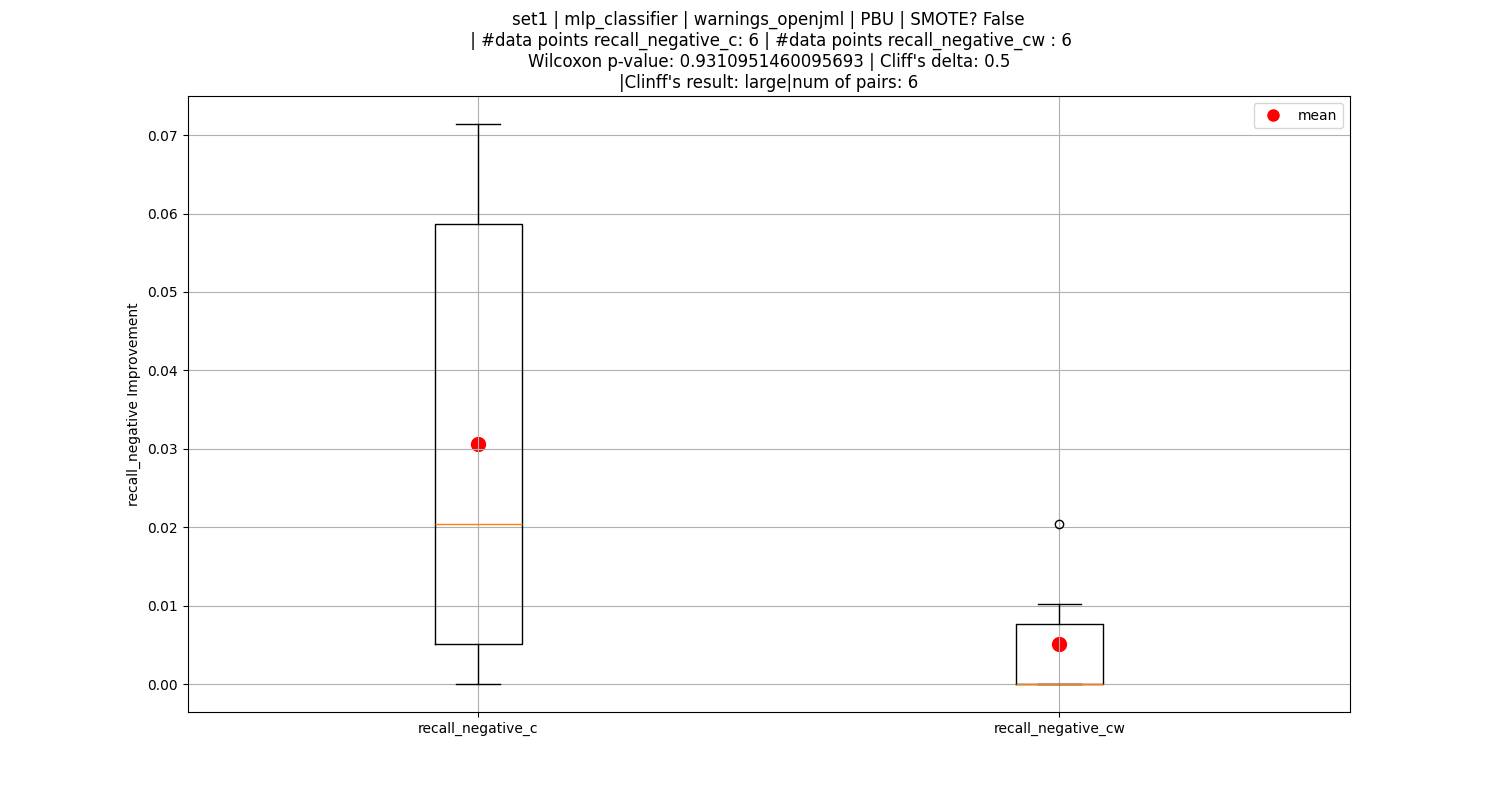 set1 | mlp_classifier | warnings_openjml | PBU | SMOTE? False
| #data points recall_negative_c: 6 | #data points recall_negative_cw : 6
Wilcoxon p-value: 0.9310951460095693 | Cliff's delta: 0.5
|Clinff's result: large|num of pairs: 6
mean
0.07
0.06
0.05
0.04
0.03
0.02
0.01
0.00
recall_negative Improvement
recall_negative_c
recall_negative_cw